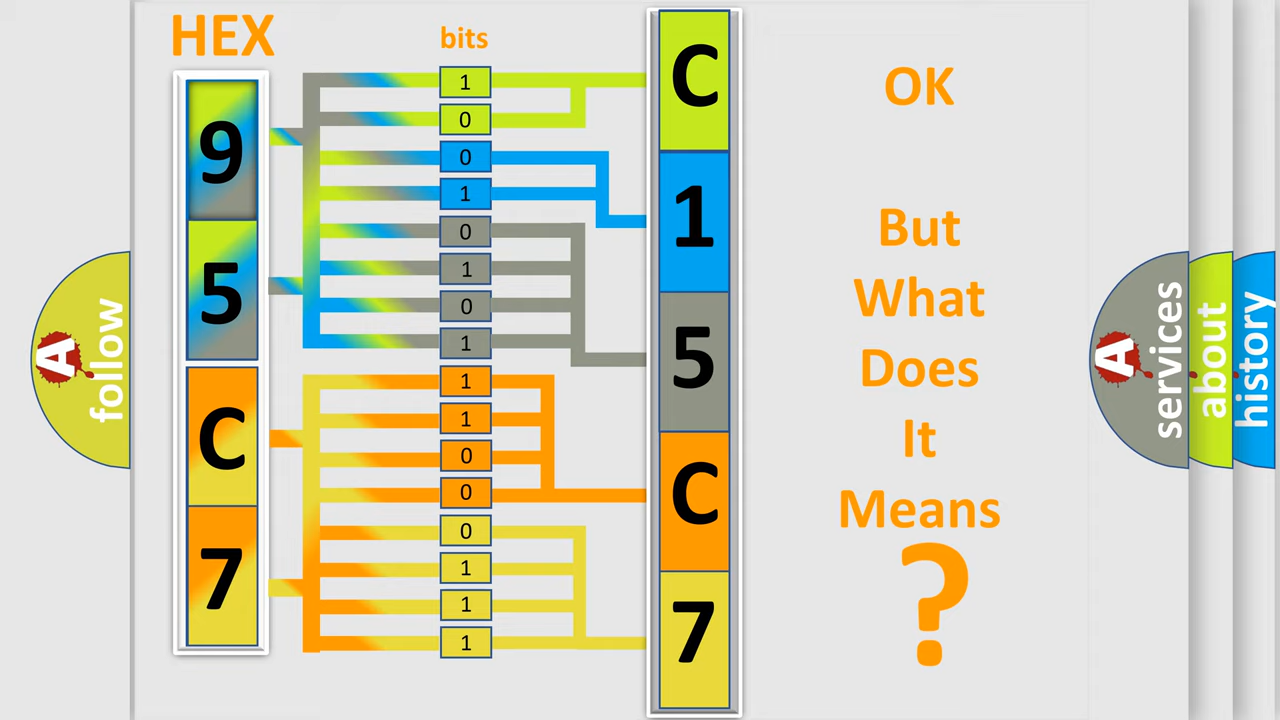 HEX
bits
9
5
C
7
1
0
0
1
0
1
0
1
1
1
0
0
0
1
1
1
C
1
5
C
7
OK
But
What
Does
It
Means
?
A
follow
A
services
about
history